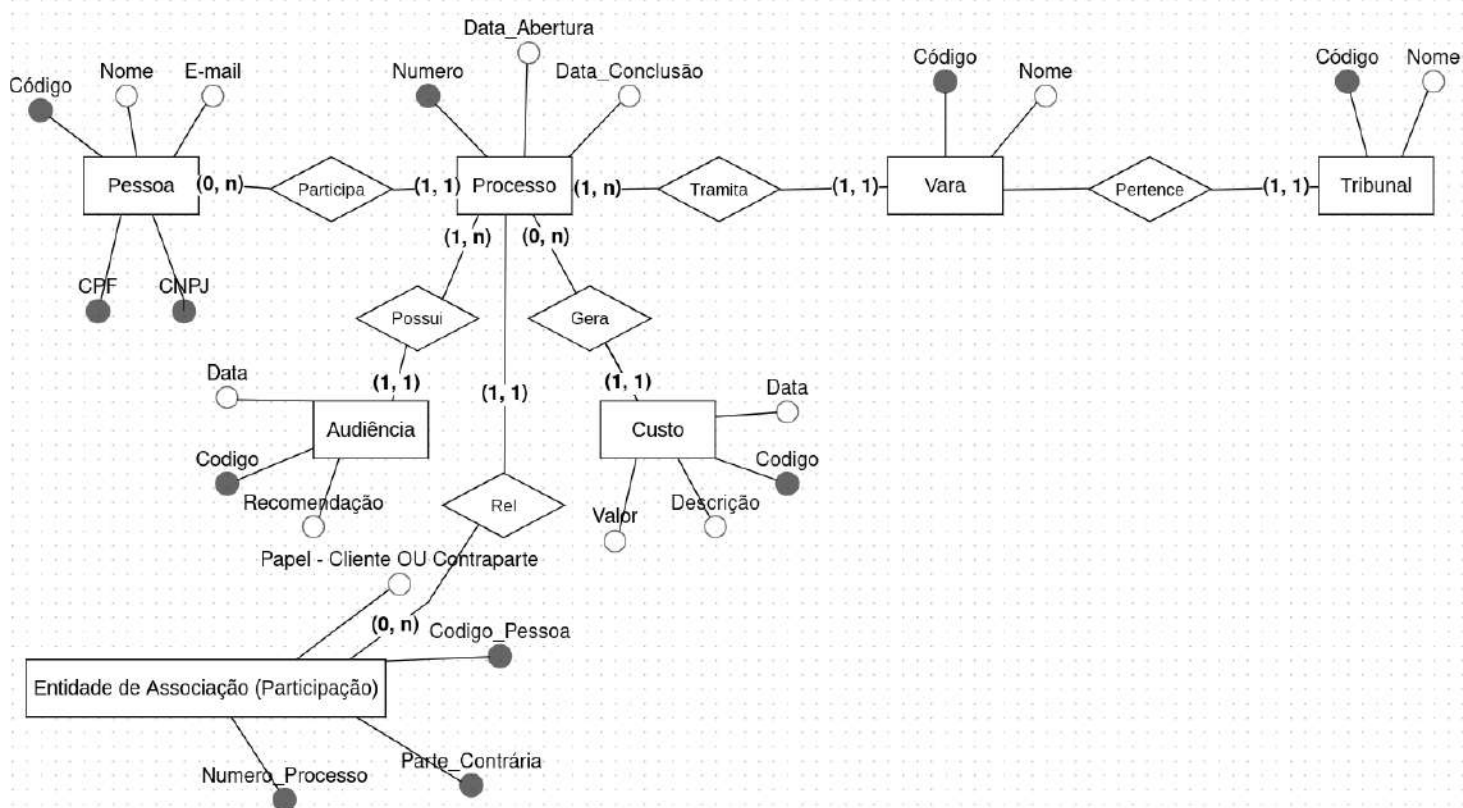 Data_Abertura
Código
Nome
E-mail
Numero
Data_Conclusão
Código
Nome
Código
Nome
Pessoa
(0, n)
Participa
(1, 1)
Processo
(1, n)
Tramita
(1, 1)
Vara
Pertence
(1, 1)
Tribunal
(1, n)
(0, n)
CPF
CNPJ
Possui
Gera
Data
(1, 1)
(1, 1)
(1, 1)
Data
Audiência
Custo
Codigo
Codigo
Recomendação
Rel
Valor
Descrição
Papel - Cliente OU Contraparte
(0, n)
Codigo_Pessoa
Entidade de Associação (Participação)
Numero_Processo
Parte_Contrária